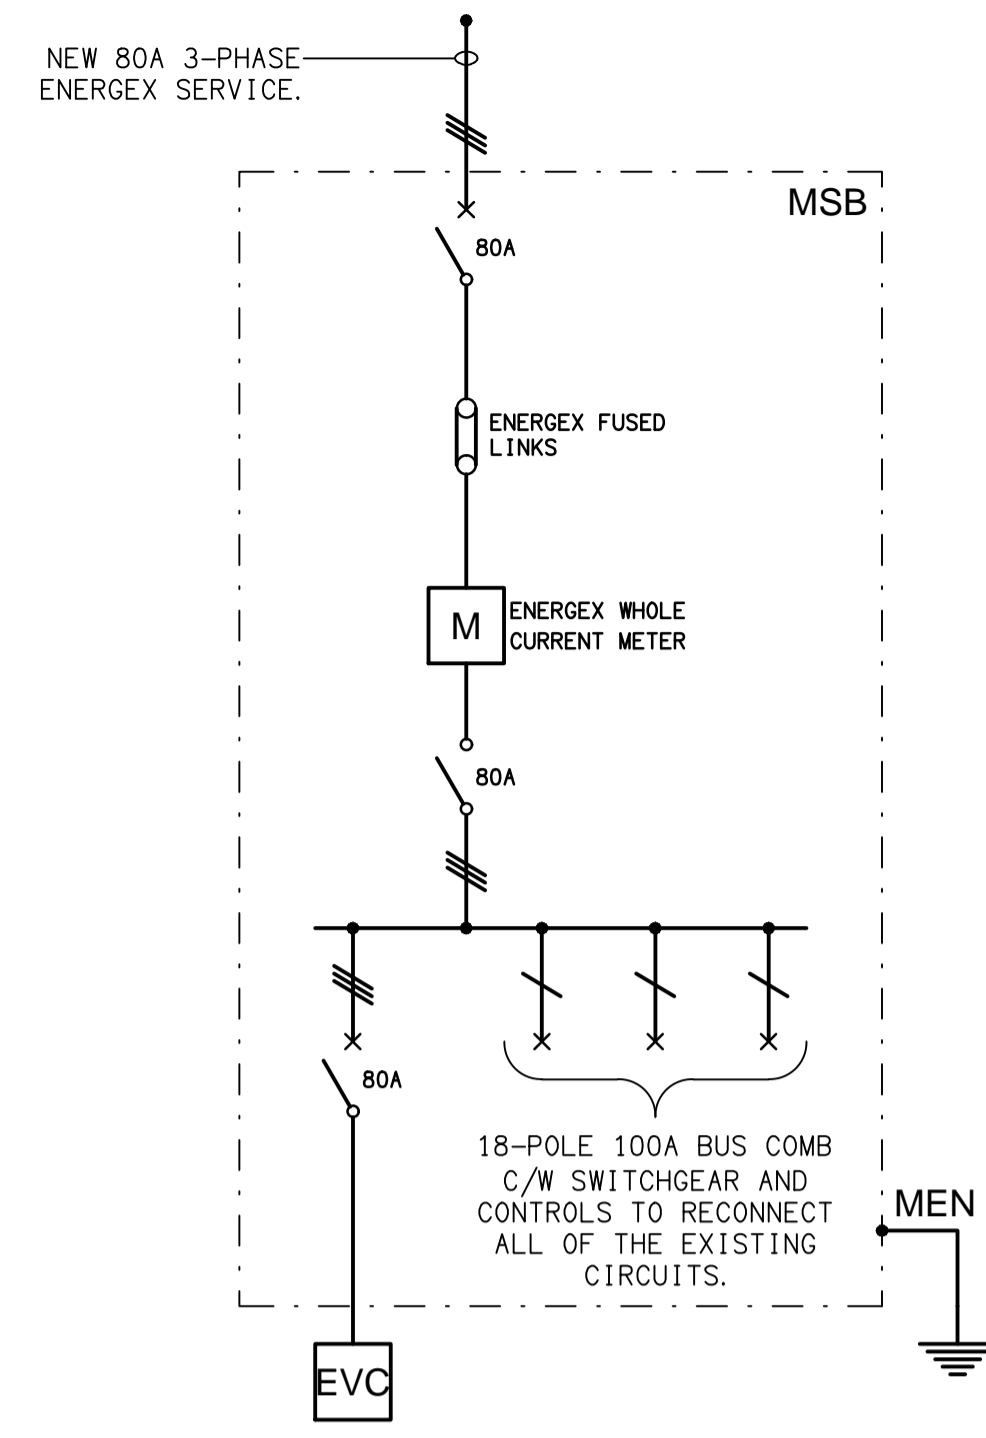 NEW 80A 3-PHASE
ENERGEX SERVICE.
MSB
80A
ENERGEX FUSED
LINKS
M
ENERGEX WHOLE
CURRENT METER
80A
80A
18-POLE 100A BUS COMB
C/W SWITCHGEAR AND
CONTROLS TO RECONNECT
ALL OF THE EXISTING
CIRCUITS.
MEN
EVC